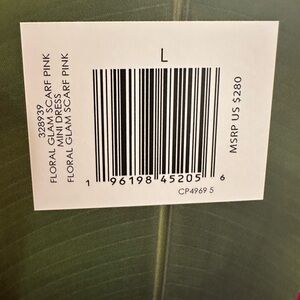 328939
FLORAL GLAM SCARF PINK
MINI DRESS
FLORAL GLAM SCARF PINK
L
1 96198 45205 6
CP4969 5
MSRP US $280